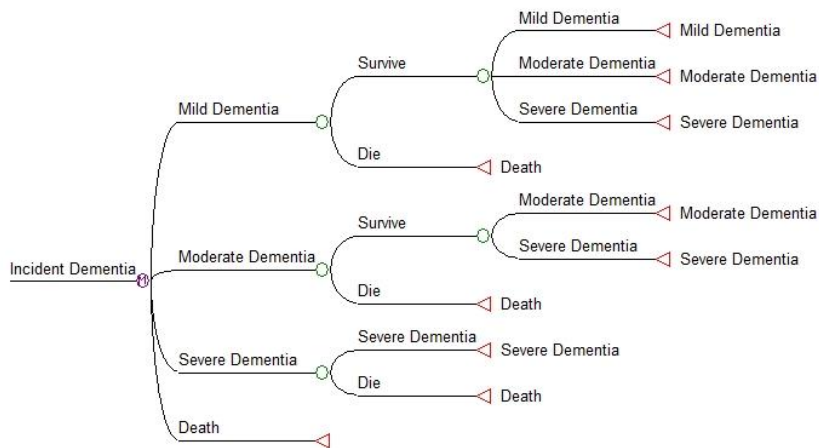 Mild Dementia
Mild Dementia
Survive
Moderate Dementia
Moderate Dementia
Mild Dementia
Severe Dementia
Severe Dementia
Die
Death
Moderate Dementia
Moderate Dementia
Survive
Moderate Dementia
Severe Dementia
Severe Dementia
Incident Dementia
M
Die
Death
Severe Dementia
Severe Dementia
Severe Dementia
Die
Death
Death